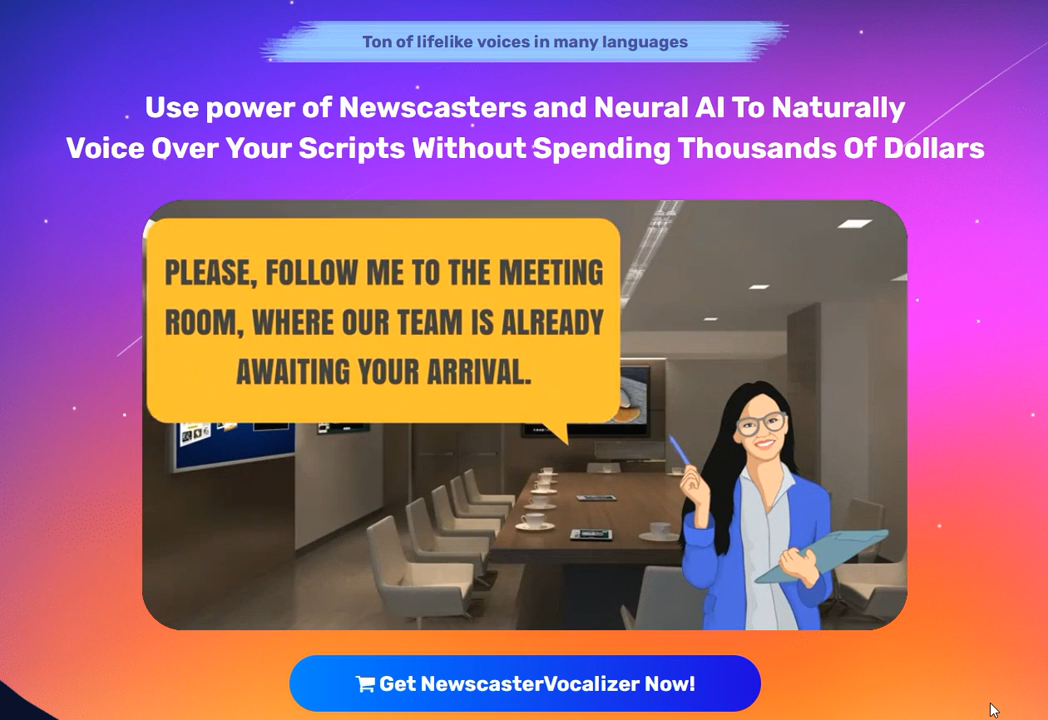 Ton of lifelike voices in many languages
Use power of Newscasters and Neural AI To Naturally
Voice Over Your Scripts Without Spending Thousands Of Dollars
PLEASE, FOLLOW ME TO THE MEETING
ROOM, WHERE OUR TEAM IS ALREADY
AWAITING YOUR ARRIVAL.
Get NewscasterVocalizer Now!